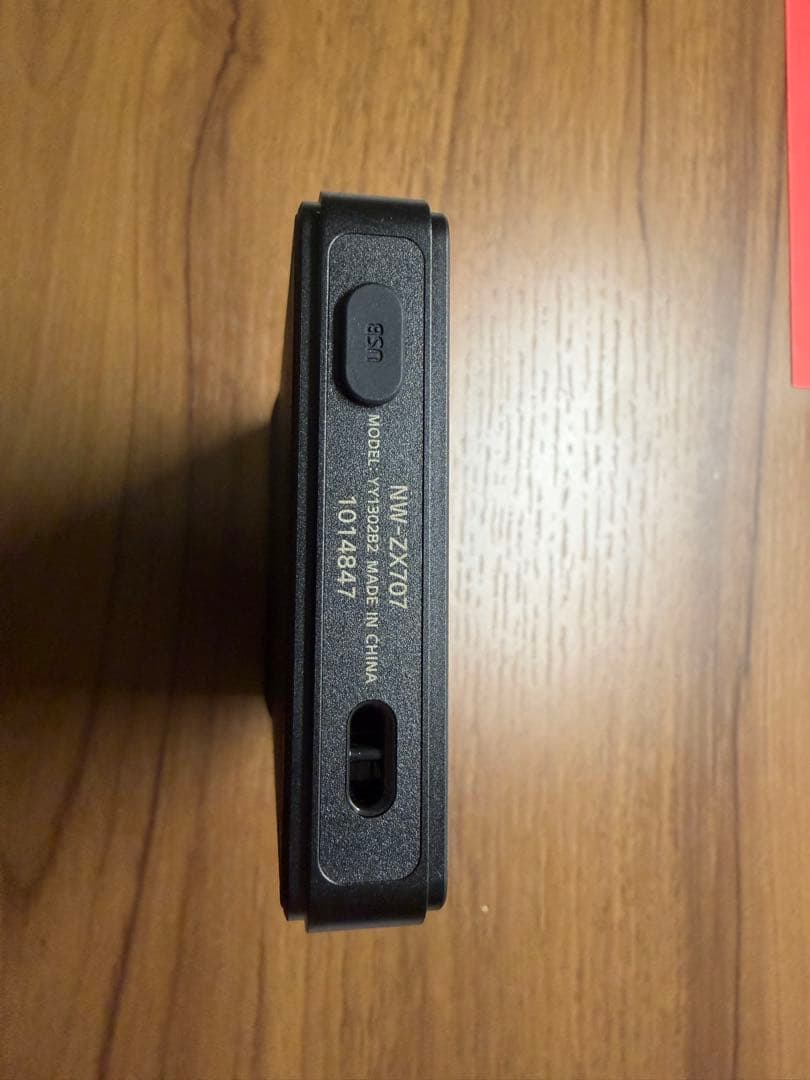 USB
NW-ZX707
MODEL : YY1302B2 MADE IN CHINA
1014847